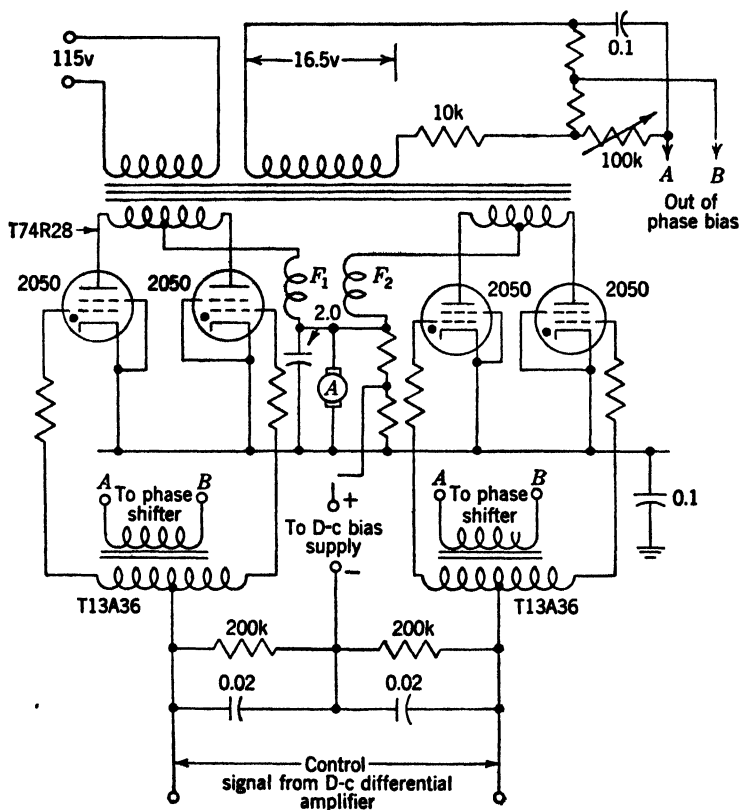 115v
16.5v
0.1
10k
100k
A
B
Out of
phase bias
T74R28
2050
2050
F1
F2
2050
2050
2.0
A
A
B
To phase
shifter
+
To D-c bias
supply
−
A
B
To phase
shifter
0.1
T13A36
T13A36
200k
200k
0.02
0.02
Control
signal from D-c differential
amplifier